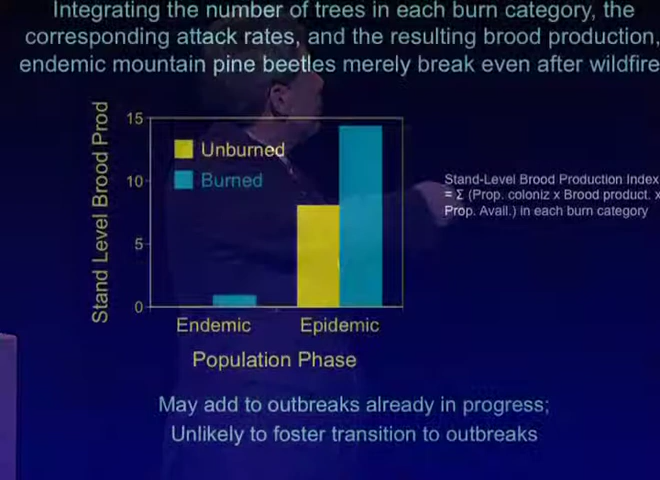 Integrating the number of trees in each burn category, the
corresponding attack rates, and the resulting brood production,
endemic mountain pine beetles merely break even after wildfire
Stand Level Brood Prod
15
10
5
0
Unburned
Burned
Endemic
Epidemic
Population Phase
Stand-Level Brood Production Index
= Σ (Prop. coloniz x Brood product. x
Prop. Avail.) in each burn category
May add to outbreaks already in progress;
Unlikely to foster transition to outbreaks